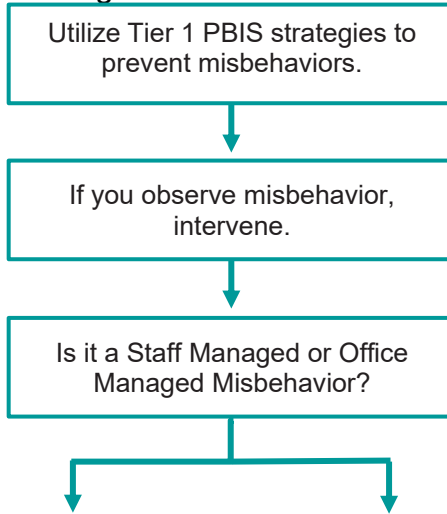 Utilize Tier 1 PBIS strategies to
prevent misbehaviors.
If you observe misbehavior,
intervene.
Is it a Staff Managed or Office
Managed Misbehavior?